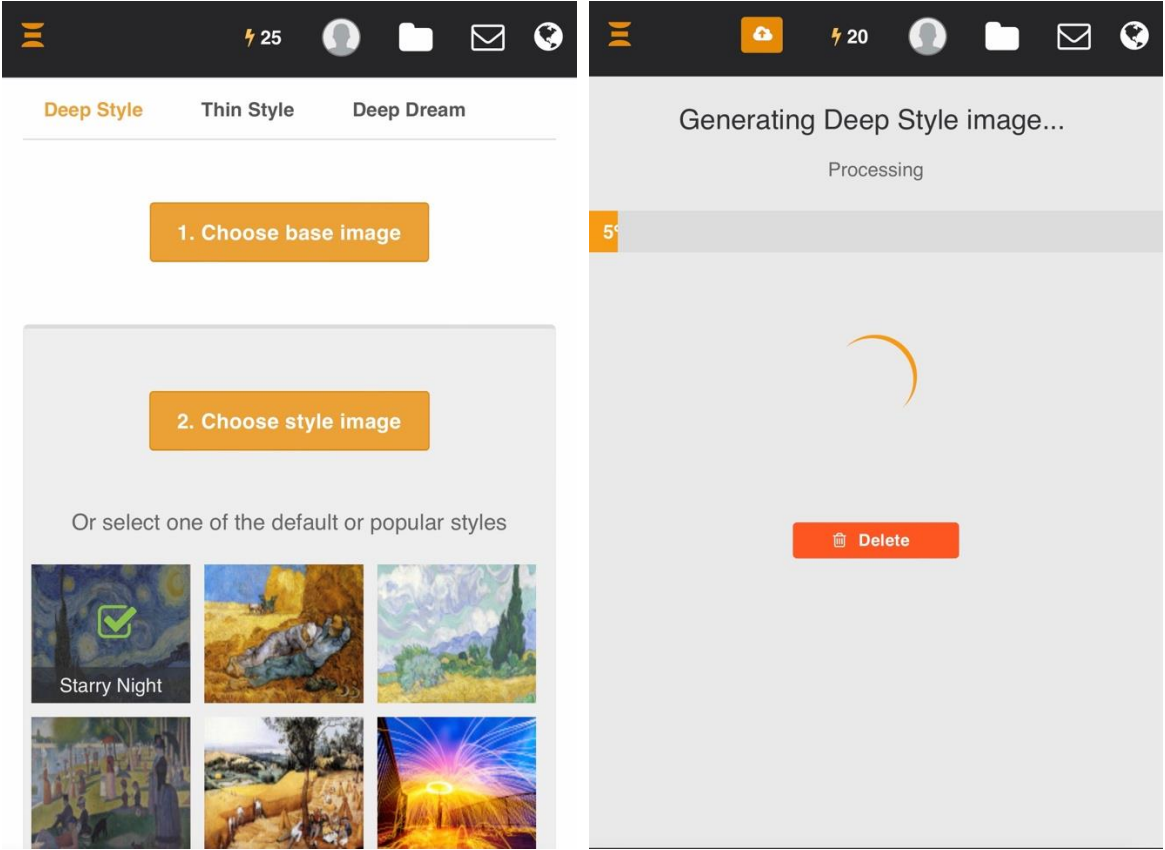 25
Deep Style Thin Style Deep Dream
1. Choose base image
2. Choose style image
Or select one of the default or popular styles
Starry Night
20
Generating Deep Style image...
Processing
5%
Delete